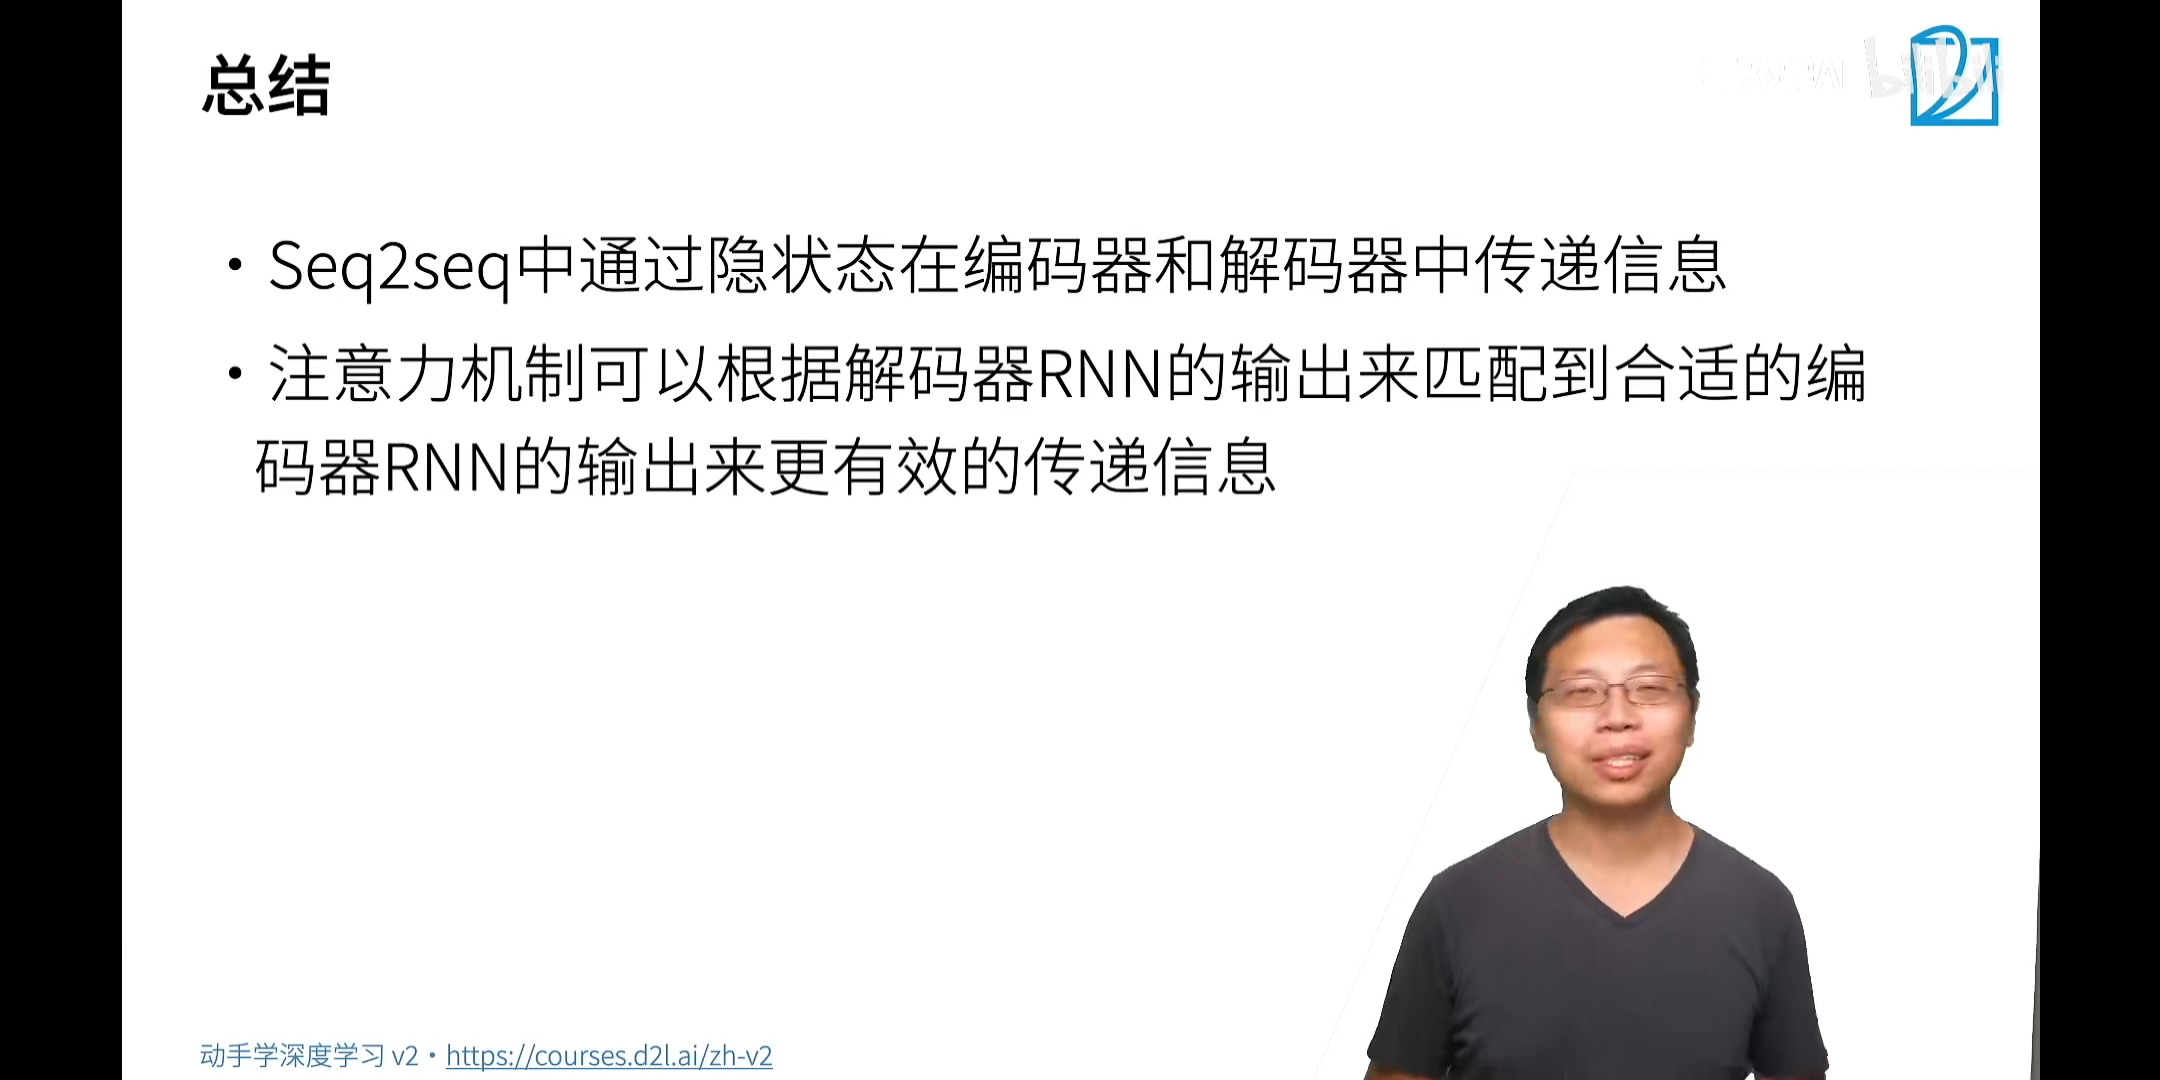 总结
• Seq2seq中通过隐状态在编码器和解码器中传递信息
• 注意力机制可以根据解码器RNN的输出来匹配到合适的编
码器RNN的输出来更有效的传递信息
动手学深度学习 v2 • https://courses.d2l.ai/zh-v2